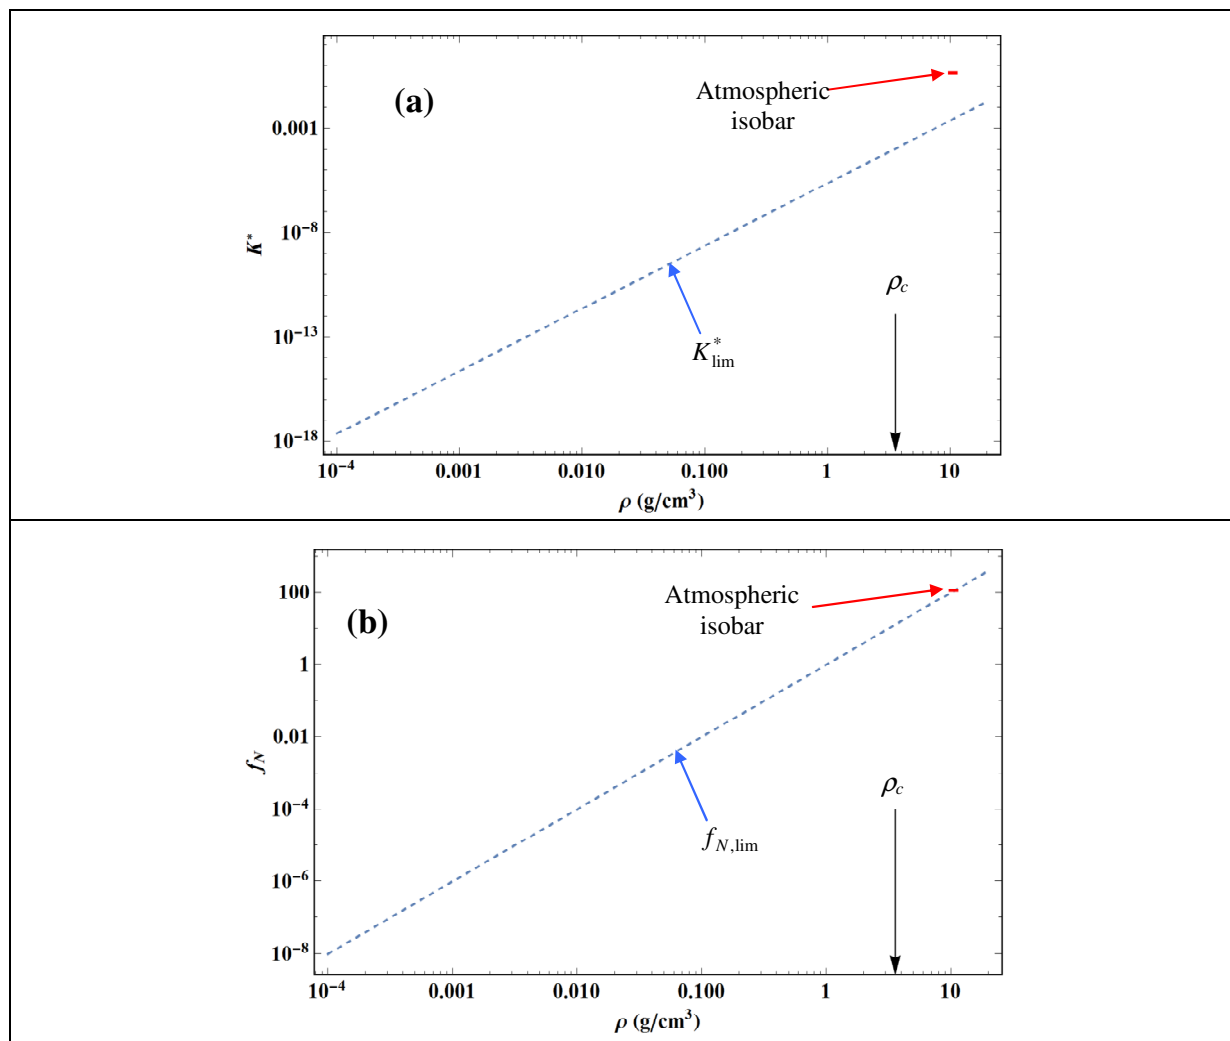 (a)
Atmospheric
isobar
0.001
10⁻⁸
10⁻¹³
10⁻¹⁸
K*
ρc
K*lim
10⁻⁴
0.001
0.010
0.100
1
10
ρ (g/cm³)
(b)
Atmospheric
isobar
100
1
0.01
10⁻⁴
10⁻⁶
10⁻⁸
fN
ρc
fN,lim
10⁻⁴
0.001
0.010
0.100
1
10
ρ (g/cm³)